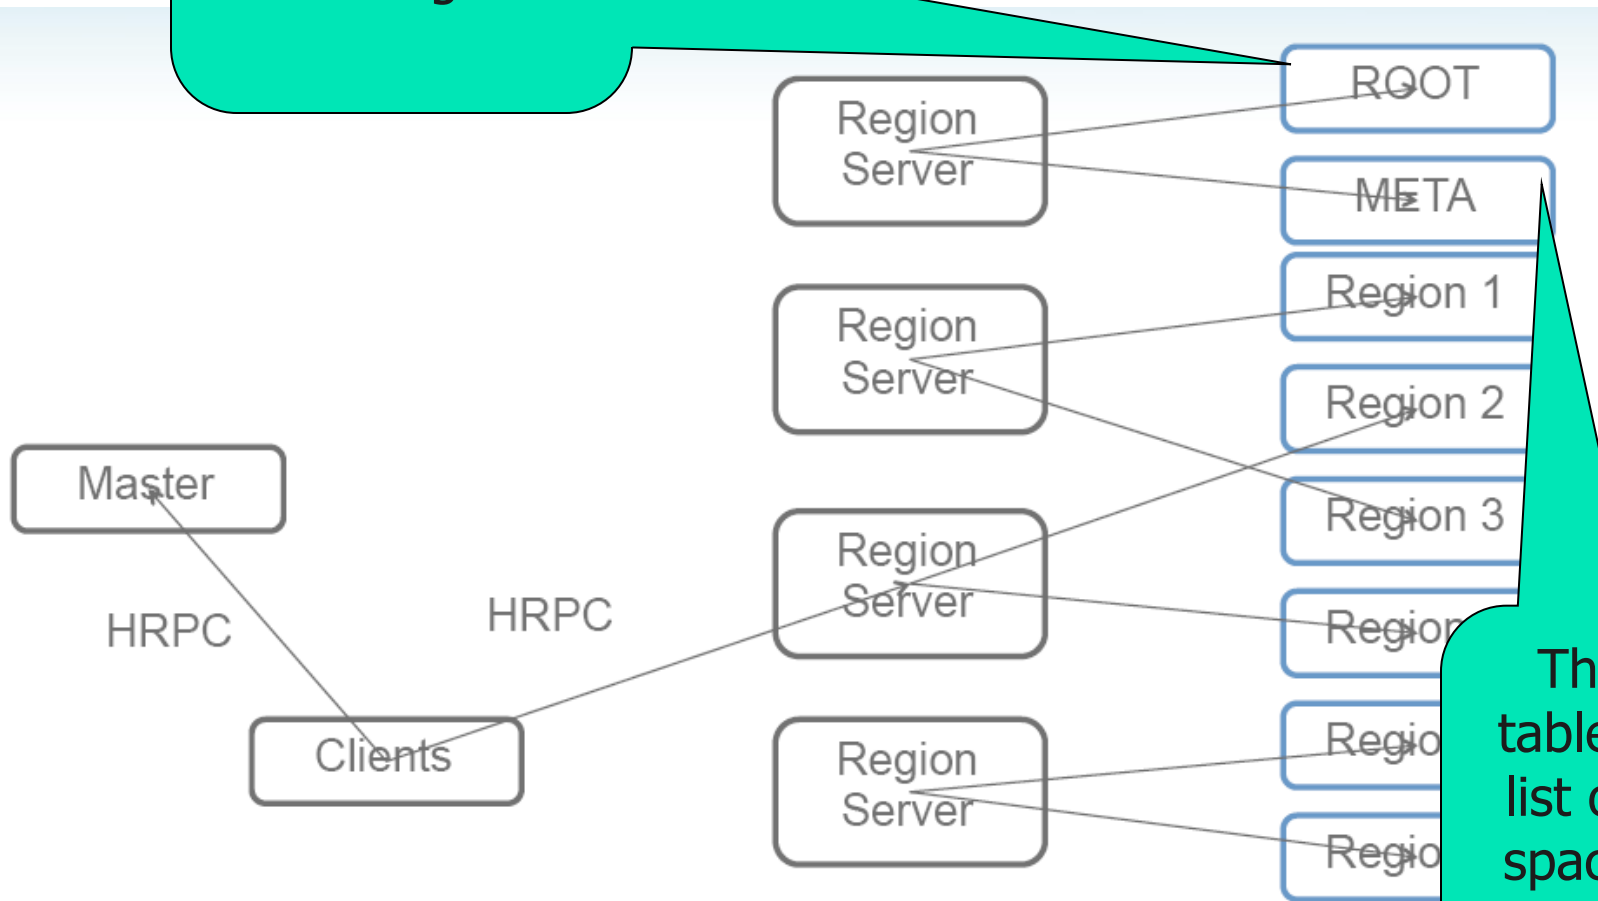 ROOT
Region
Server
META
Region 1
Region
Server
Region 2
Master
Region 3
Region
Server
HRPC
HRPC
Clients
Region
Server
list